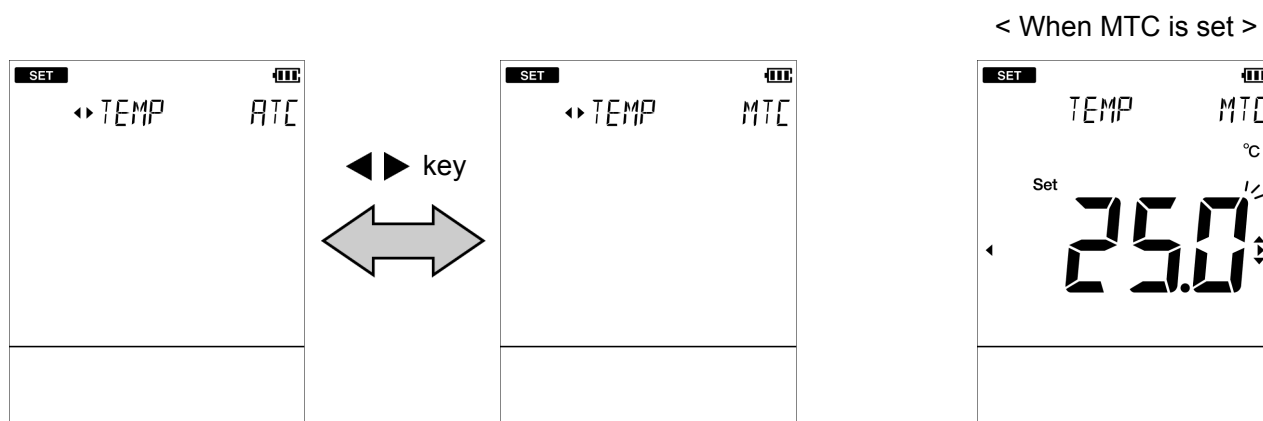 < When MTC is set >
SET
TEMP ATC
◀▶ key
SET
TEMP MTC
SET
TEMP MTC
°C
Set
25.0